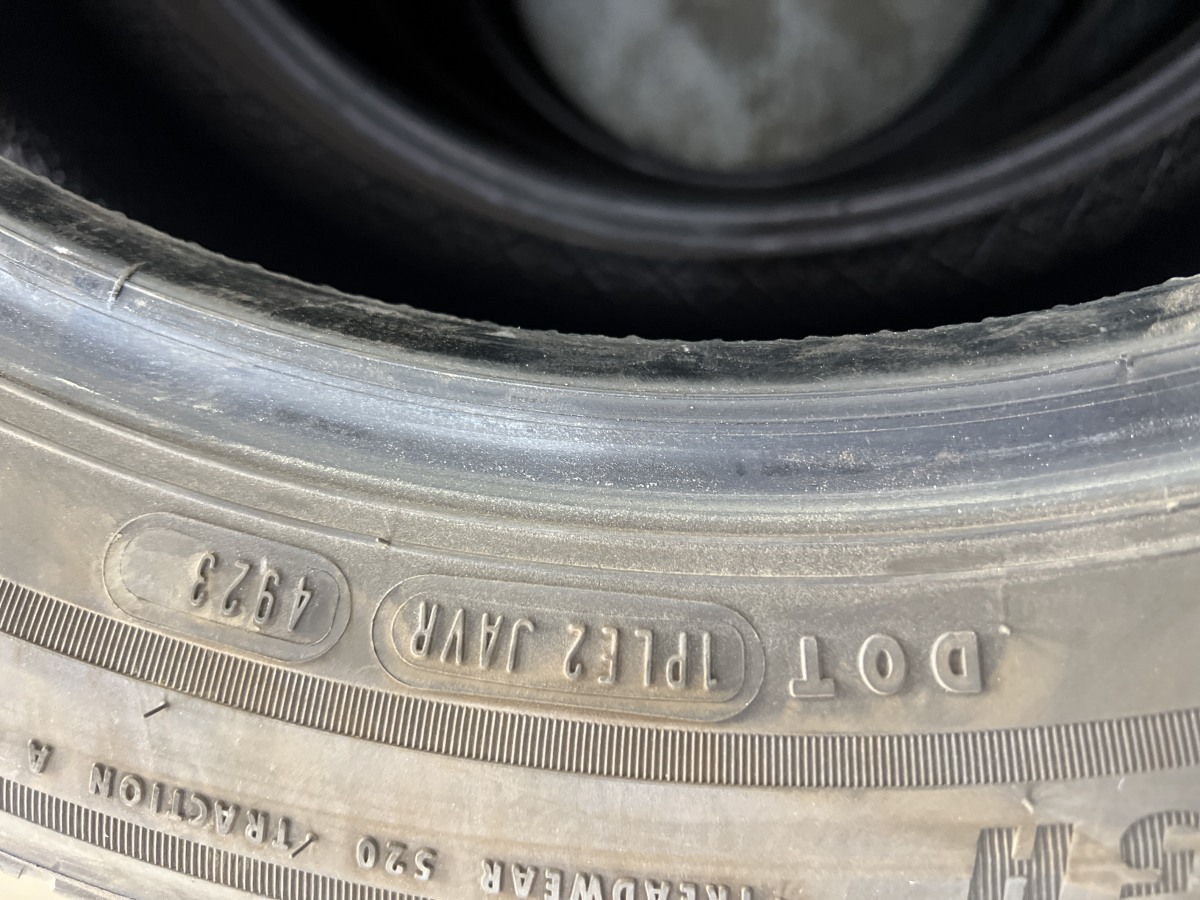 TREADWEAR 520 /TRACTION A
DOT 1PLE2 JAVR 4923